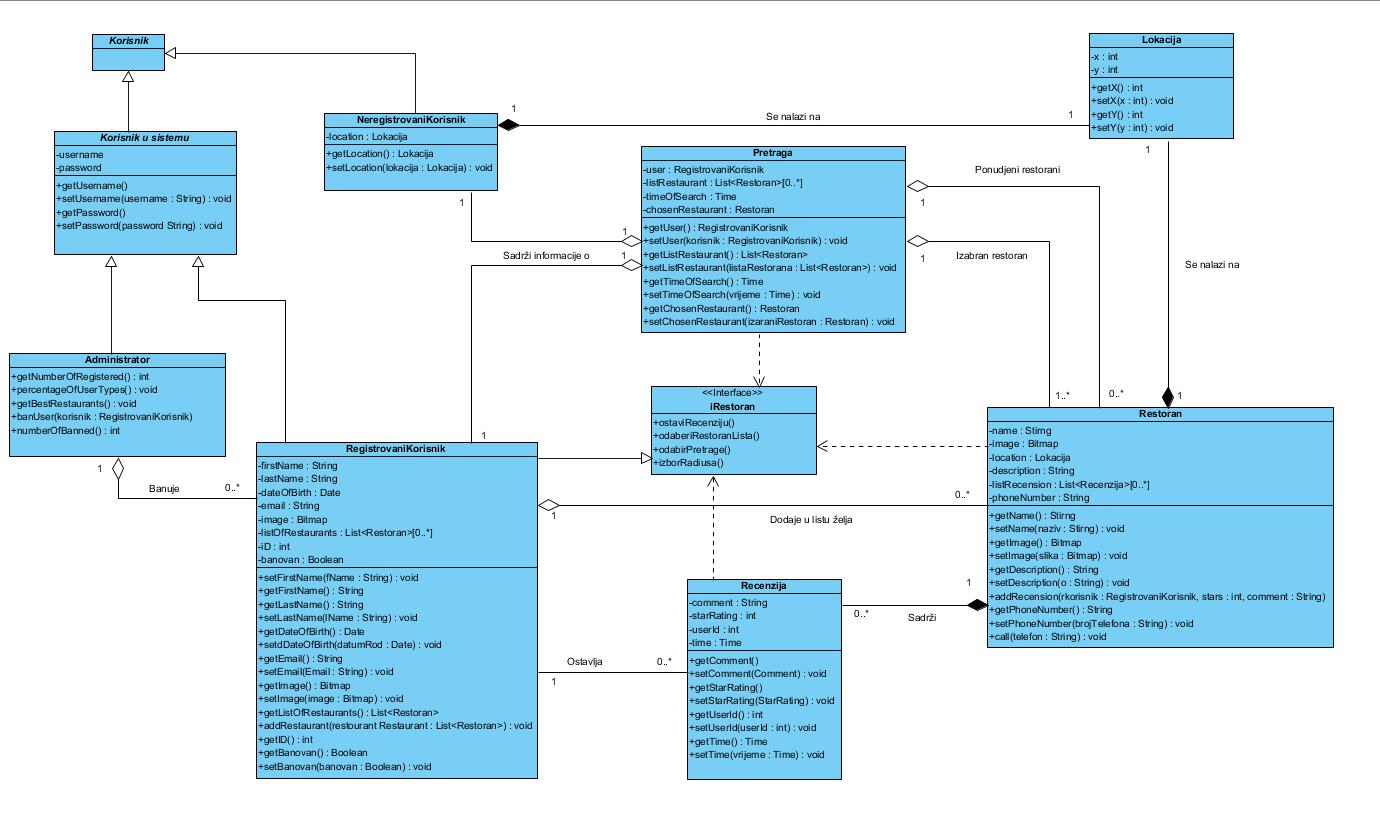 Korisnik
Korisnik u sistemu
-username
-password
+getUsername()
+setUsername(username : String) : void
+getPassword()
+setPassword(password String) : void
NeregistrovaniKorisnik
-location : Lokacija
+getLocation() : Lokacija
+setLocation(lokacija : Lokacija) : void
1
Se nalazi na
1
Lokacija
-x : int
-y : int
+getX() : int
+setX(x : int) : void
+getY() : int
+setY(y : int) : void
1
Se nalazi na
1
Pretraga
-user : RegistrovaniKorisnik
-listRestaurant : List<Restoran>[0..*]
-timeOfSearch : Time
-chosenRestaurant : Restoran
+getUser() : RegistrovaniKorisnik
+setUser(korisnik : RegistrovaniKorisnik) : void
+getListRestaurant() : List<Restoran>
+setListRestaurant(listaRestorana : List<Restoran>) : void
+getTimeOfSearch() : Time
+setTimeOfSearch(vrijeme : Time) : void
+getChosenRestaurant() : Restoran
+setChosenRestaurant(izaraniRestoran : Restoran) : void
Ponudjeni restorani
1
0..*
1
Izabran restoran
1..*
1
1
Sadrži informacije o
1
1
Administrator
+getNumberOfRegistered() : int
+percentageOfUserTypes() : void
+getBestRestaurants() : void
+banUser(korisnik : RegistrovaniKorisnik)
+numberOfBanned() : int
1
Banuje
0..*
<<Interface>>
iRestoran
+ostaviRecenziju()
+odaberiRestoranLista()
+odabirPretrage()
+izborRadiusa()
RegistrovaniKorisnik
-firstName : String
-lastName : String
-dateOfBirth : Date
-email : String
-image : Bitmap
-listOfRestaurants : List<Restoran>[0..*]
-iD : int
-banovan : Boolean
+setFirstName(fName : String) : void
+getFirstName() : String
+getLastName() : String
+setLastName(lName : String) : void
+getDateOfBirth() : Date
+setdDateOfBirth(datumRod : Date) : void
+getEmail() : String
+setEmail(Email : String) : void
+getImage() : Bitmap
+setImage(image : Bitmap) : void
+getListOfRestaurants() : List<Restoran>
+addRestaurant(restourant Restaurant : List<Restoran>) : void
+getID() : int
+getBanovan() : Boolean
+setBanovan(banovan : Boolean) : void
1
Dodaje u listu želja
0..*
Restoran
-name : Stirng
-image : Bitmap
-location : Lokacija
-description : String
-listRecension : List<Recenzija>[0..*]
-phoneNumber : String
+getName() : Stirng
+setName(naziv : Stirng) : void
+getImage() : Bitmap
+setImage(slika : Bitmap) : void
+getDescription() : String
+setDescription(o : String) : void
+addRecension(rkorisnik : RegistrovaniKorisnik, stars : int, comment : String)
+getPhoneNumber() : String
+setPhoneNumber(brojTelefona : String) : void
+call(telefon : String) : void
Recenzija
-comment : String
-starRating : int
-userId : int
-time : Time
+getComment()
+setComment(Comment) : void
+getStarRating()
+setStarRating(StarRating) : void
+getUserId() : int
+setUserId(userId : int) : void
+getTime() : Time
+setTime(vrijeme : Time) : void
1
Sadrži
0..*
Ostavlja
1
0..*